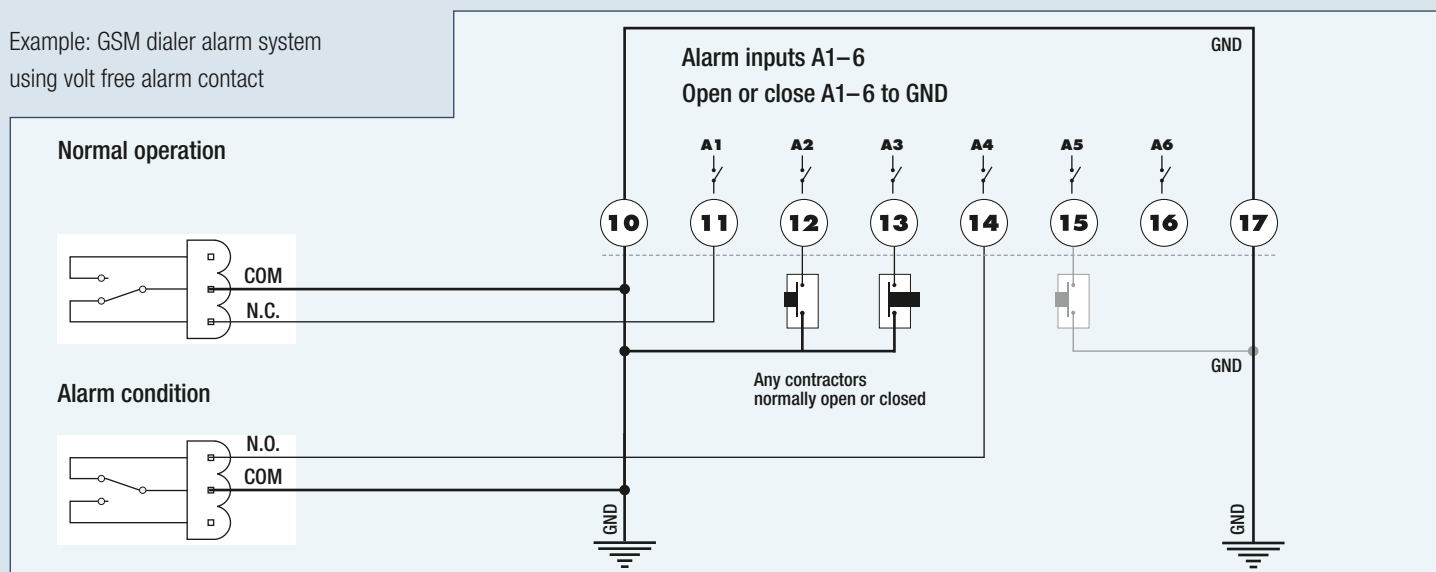 Example: GSM dialer alarm system
using volt free alarm contact
GND
Alarm inputs A1–6
Open or close A1–6 to GND
Normal operation
A1 A2 A3 A4 A5 A6
10 11 12 13 14 15 16 17
COM
N.C.
GND
Any contractors
normally open or closed
Alarm condition
N.O.
COM
GND GND